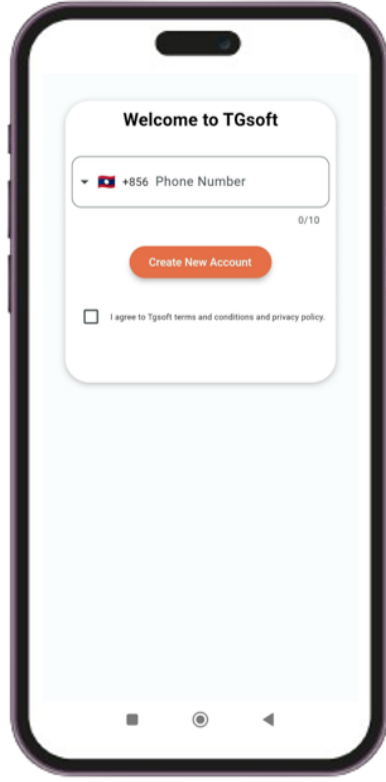 Welcome to TGsoft
+856 Phone Number
0/10
Create New Account
I agree to Tgsoft terms and conditions and privacy policy.